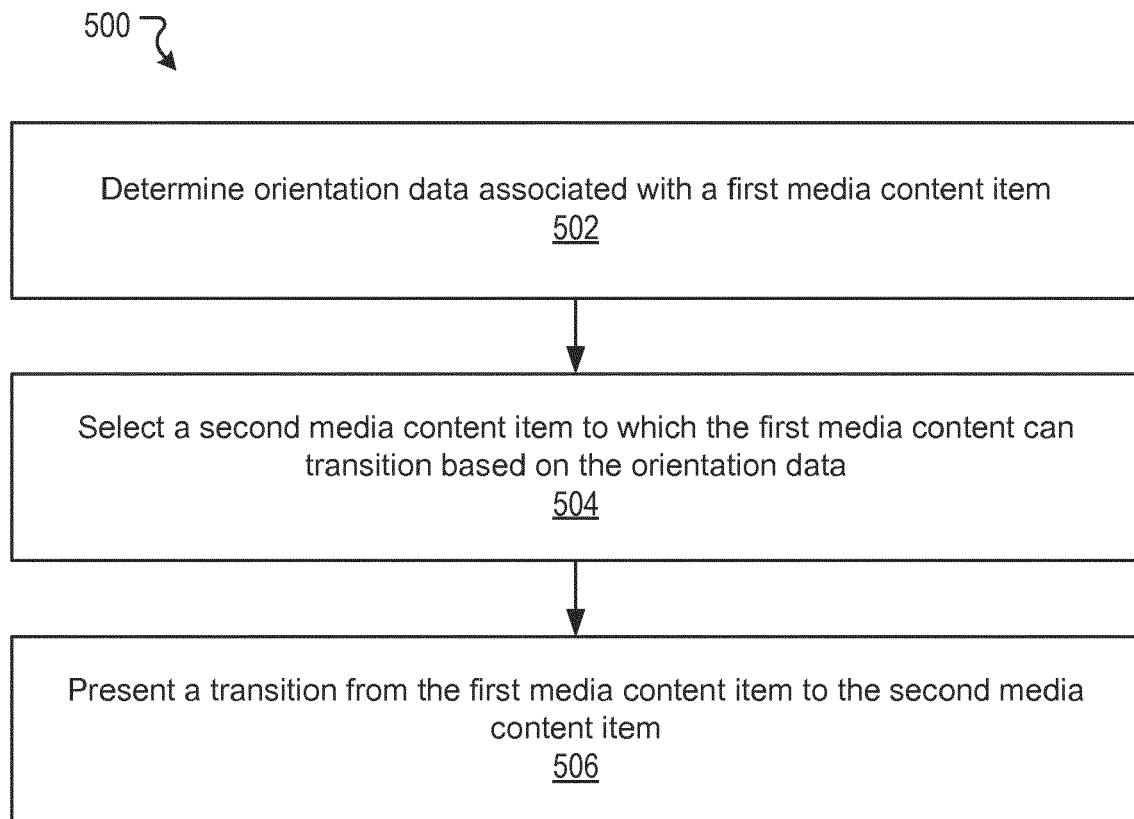 500
Determine orientation data associated with a first media content item
502
Select a second media content item to which the first media content can
transition based on the orientation data
504
Present a transition from the first media content item to the second media
content item
506